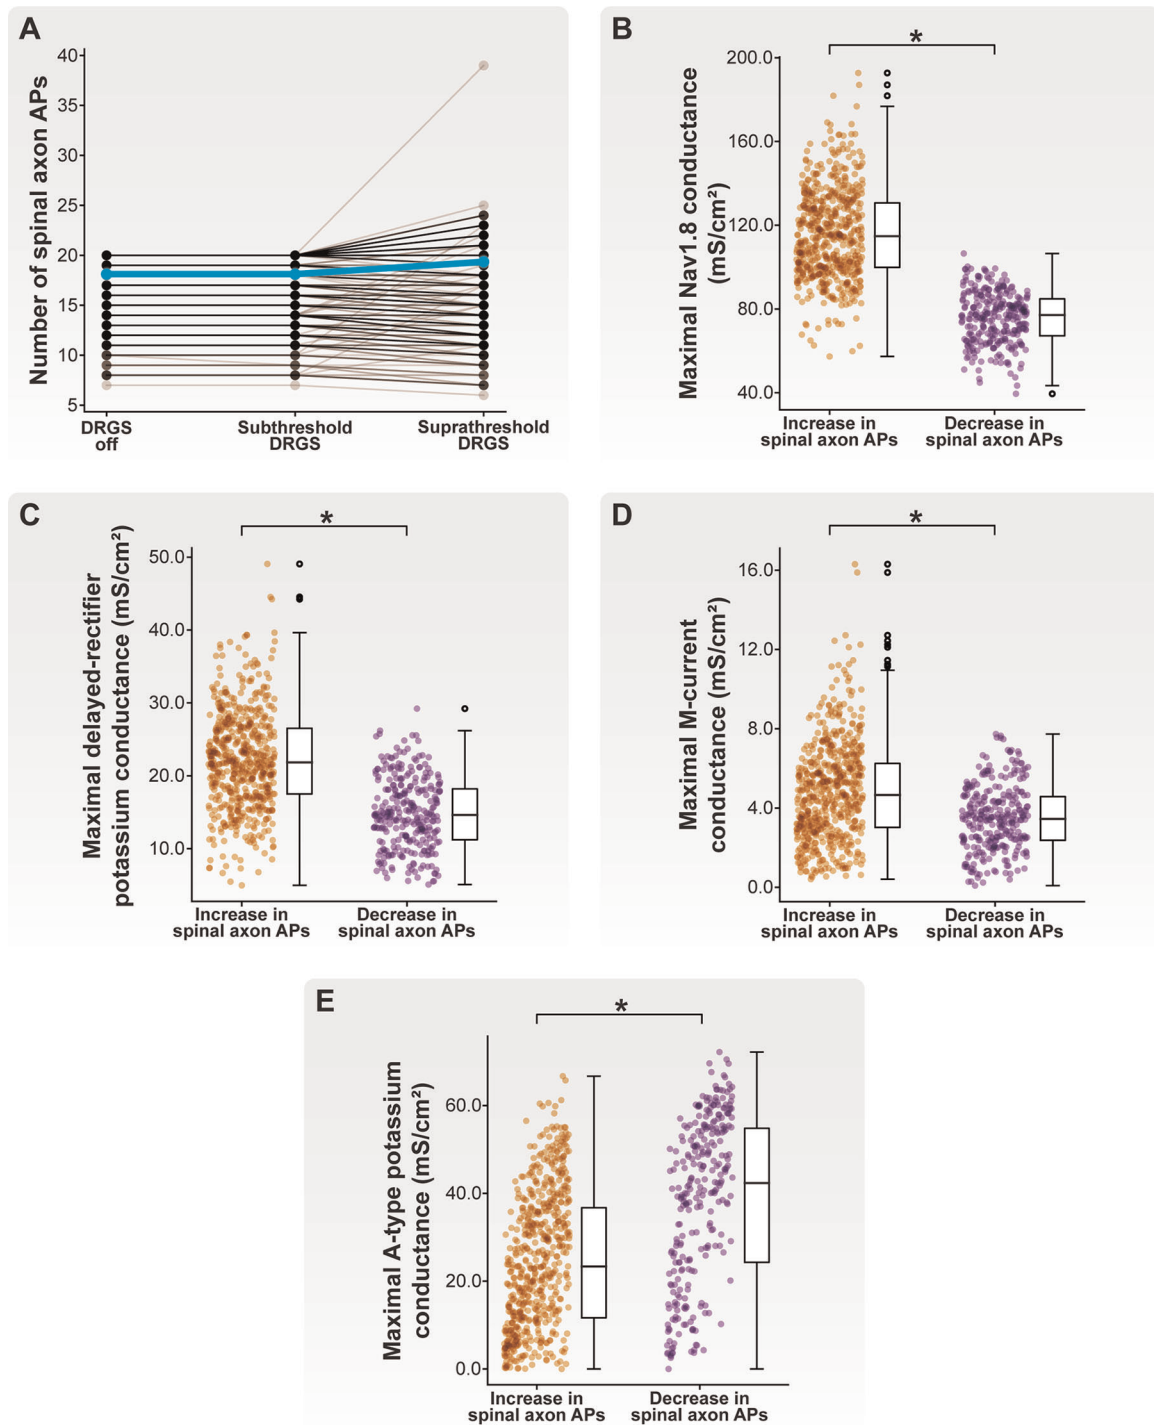 A
Number of spinal axon APs
40
35
30
25
20
15
10
5
DRGS
off
Subthreshold
DRGS
Suprathreshold
DRGS
B
*
Maximal Nav1.8 conductance
(mS/cm²)
200.0
160.0
120.0
80.0
40.0
Increase in
spinal axon APs
Decrease in
spinal axon APs
C
*
Maximal delayed-rectifier
potassium conductance (mS/cm²)
50.0
40.0
30.0
20.0
10.0
Increase in
spinal axon APs
Decrease in
spinal axon APs
D
*
Maximal M-current
conductance (mS/cm²)
16.0
12.0
8.0
4.0
0.0
Increase in
spinal axon APs
Decrease in
spinal axon APs
E
*
Maximal A-type potassium
conductance (mS/cm²)
60.0
40.0
20.0
0.0
Increase in
spinal axon APs
Decrease in
spinal axon APs